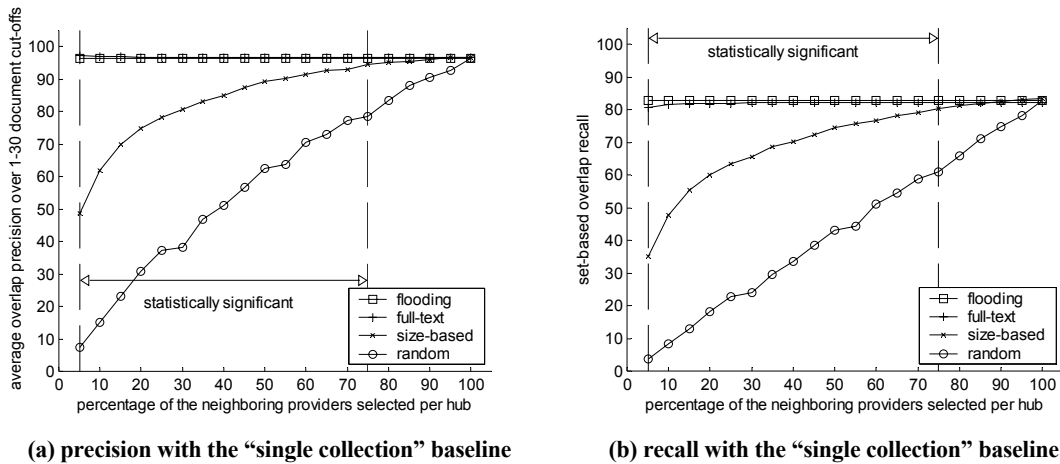 average overlap precision over 1-30 document cut-offs
100
90
80
70
60
50
40
30
20
10
0
statistically significant
flooding
full-text
size-based
random
0 10 20 30 40 50 60 70 80 90 100
percentage of the neighboring providers selected per hub
(a) precision with the “single collection” baseline
set-based overlap recall
100
90
80
70
60
50
40
30
20
10
0
statistically significant
flooding
full-text
size-based
random
0 10 20 30 40 50 60 70 80 90 100
percentage of the neighboring providers selected per hub
(b) recall with the “single collection” baseline